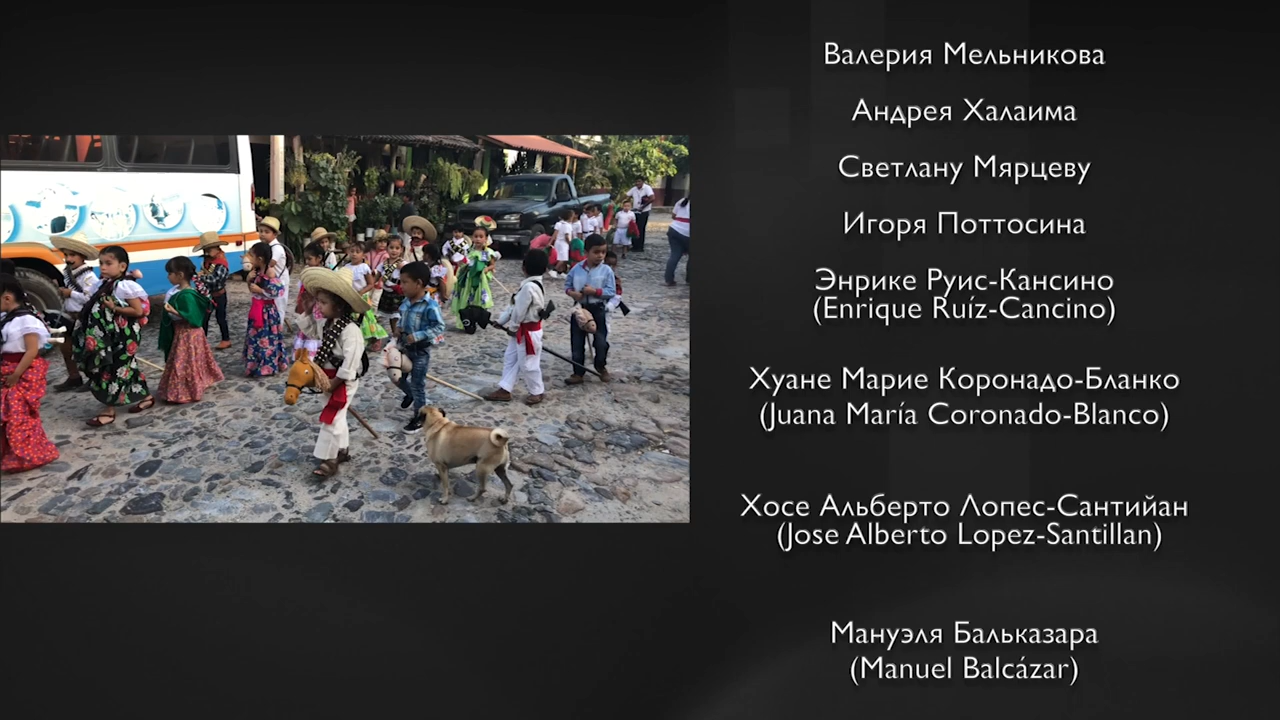 Валерия Мельникова
Андрея Халаима
Светлану Мярцеву
Игоря Поттосина
Энрике Руис-Кансино
(Enrique Ruíz-Cancino)
Хуане Марие Коронадо-Бланко
(Juana María Coronado-Blanco)
Хосе Альберто Лопес-Сантийан
(Jose Alberto Lopez-Santillan)
Мануэля Бальказара
(Manuel Balcázar)